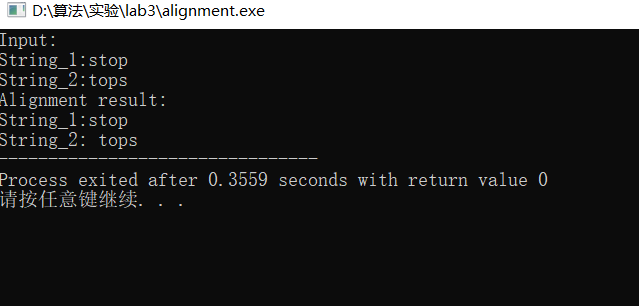 D:\算法\实验\lab3\alignment.exe
Input:
String_1:stop
String_2:tops
Alignment result:
String_1:stop
String_2: tops
--------------------------------
Process exited after 0.3559 seconds with return value 0
请按任意键继续. . .